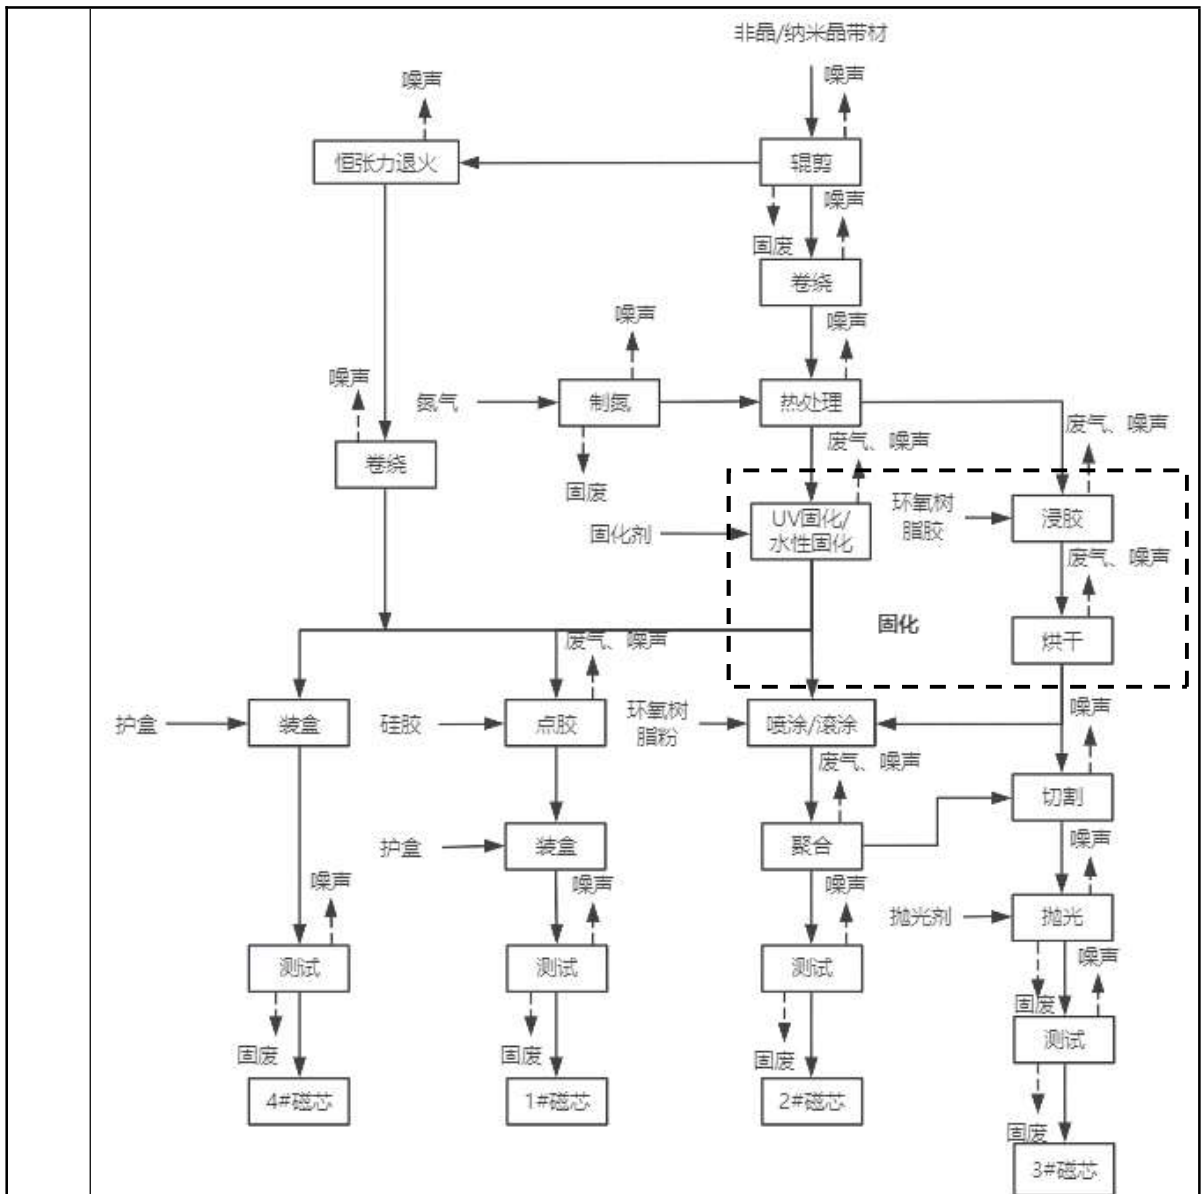 非晶/纳米晶带材
噪声
噪声
恒张力退火
辊剪
噪声
固废
卷绕
噪声
噪声
噪声
氮气
制氮
热处理
废气、噪声
废气、噪声
卷绕
固废
固化剂
UV固化/
水性固化
环氧树
脂胶
浸胶
废气、噪声
固化
烘干
废气、噪声
噪声
护盒
装盒
硅胶
点胶
环氧树
脂粉
喷涂/滚涂
废气、噪声
切割
噪声
护盒
装盒
聚合
噪声
噪声
噪声
抛光剂
抛光
噪声
测试
测试
测试
固废
测试
固废
固废
固废
4#磁芯
1#磁芯
2#磁芯
固废
3#磁芯